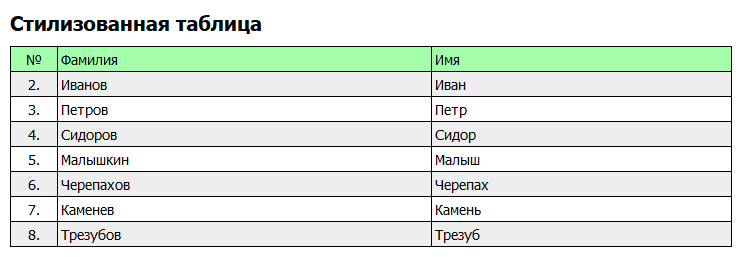 Стилизованная таблица
№ Фамилия Имя
2. Иванов Иван
3. Петров Петр
4. Сидоров Сидор
5. Малышкин Малыш
6. Черепахов Черепах
7. Каменев Камень
8. Трезубов Трезуб